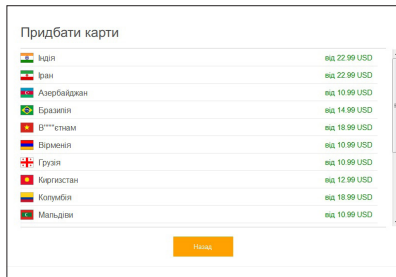 Придбати карти
Індія від 22.99 USD
Іран від 22.99 USD
Азербайджан від 10.99 USD
Бразилія від 14.99 USD
В****єтнам від 18.99 USD
Вірменія від 10.99 USD
Грузія від 10.99 USD
Киргизстан від 12.99 USD
Колумбія від 18.99 USD
Мальдіви від 10.99 USD
Назад